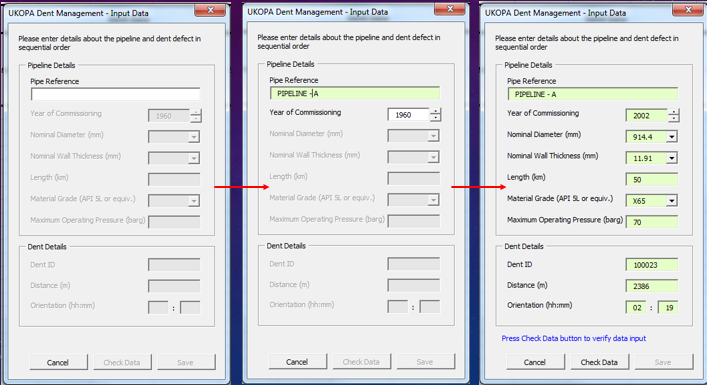 UKOPA Dent Management - Input Data
Please enter details about the pipeline and dent defect in
sequential order
Pipeline Details
Pipe Reference
Year of Commissioning 1960
Nominal Diameter (mm)
Nominal Wall Thickness (mm)
Length (km)
Material Grade (API 5L or equiv.)
Maximum Operating Pressure (barg)
Dent Details
Dent ID
Distance (m)
Orientation (hh:mm) :
Cancel Check Data Save
UKOPA Dent Management - Input Data
Please enter details about the pipeline and dent defect in
sequential order
Pipeline Details
Pipe Reference
PIPELINE - A
Year of Commissioning 1960
Nominal Diameter (mm)
Nominal Wall Thickness (mm)
Length (km)
Material Grade (API 5L or equiv.)
Maximum Operating Pressure (barg)
Dent Details
Dent ID
Distance (m)
Orientation (hh:mm) :
Cancel Check Data Save
UKOPA Dent Management - Input Data
Please enter details about the pipeline and dent defect in
sequential order
Pipeline Details
Pipe Reference
PIPELINE - A
Year of Commissioning 2002
Nominal Diameter (mm) 914.4
Nominal Wall Thickness (mm) 11.91
Length (km) 50
Material Grade (API 5L or equiv.) X65
Maximum Operating Pressure (barg) 70
Dent Details
Dent ID 100023
Distance (m) 2386
Orientation (hh:mm) 02 : 19
Press Check Data button to verify data input
Cancel Check Data Save